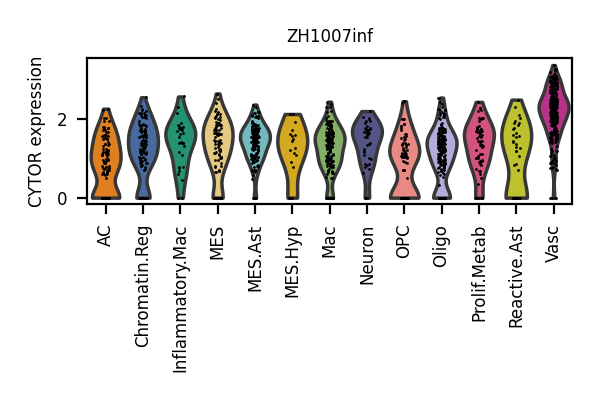 ZH1007inf
CYTOR expression
2
0
AC
Chromatin.Reg
Inflammatory.Mac
MES
MES.Ast
MES.Hyp
Mac
Neuron
OPC
Oligo
Prolif.Metab
Reactive.Ast
Vasc